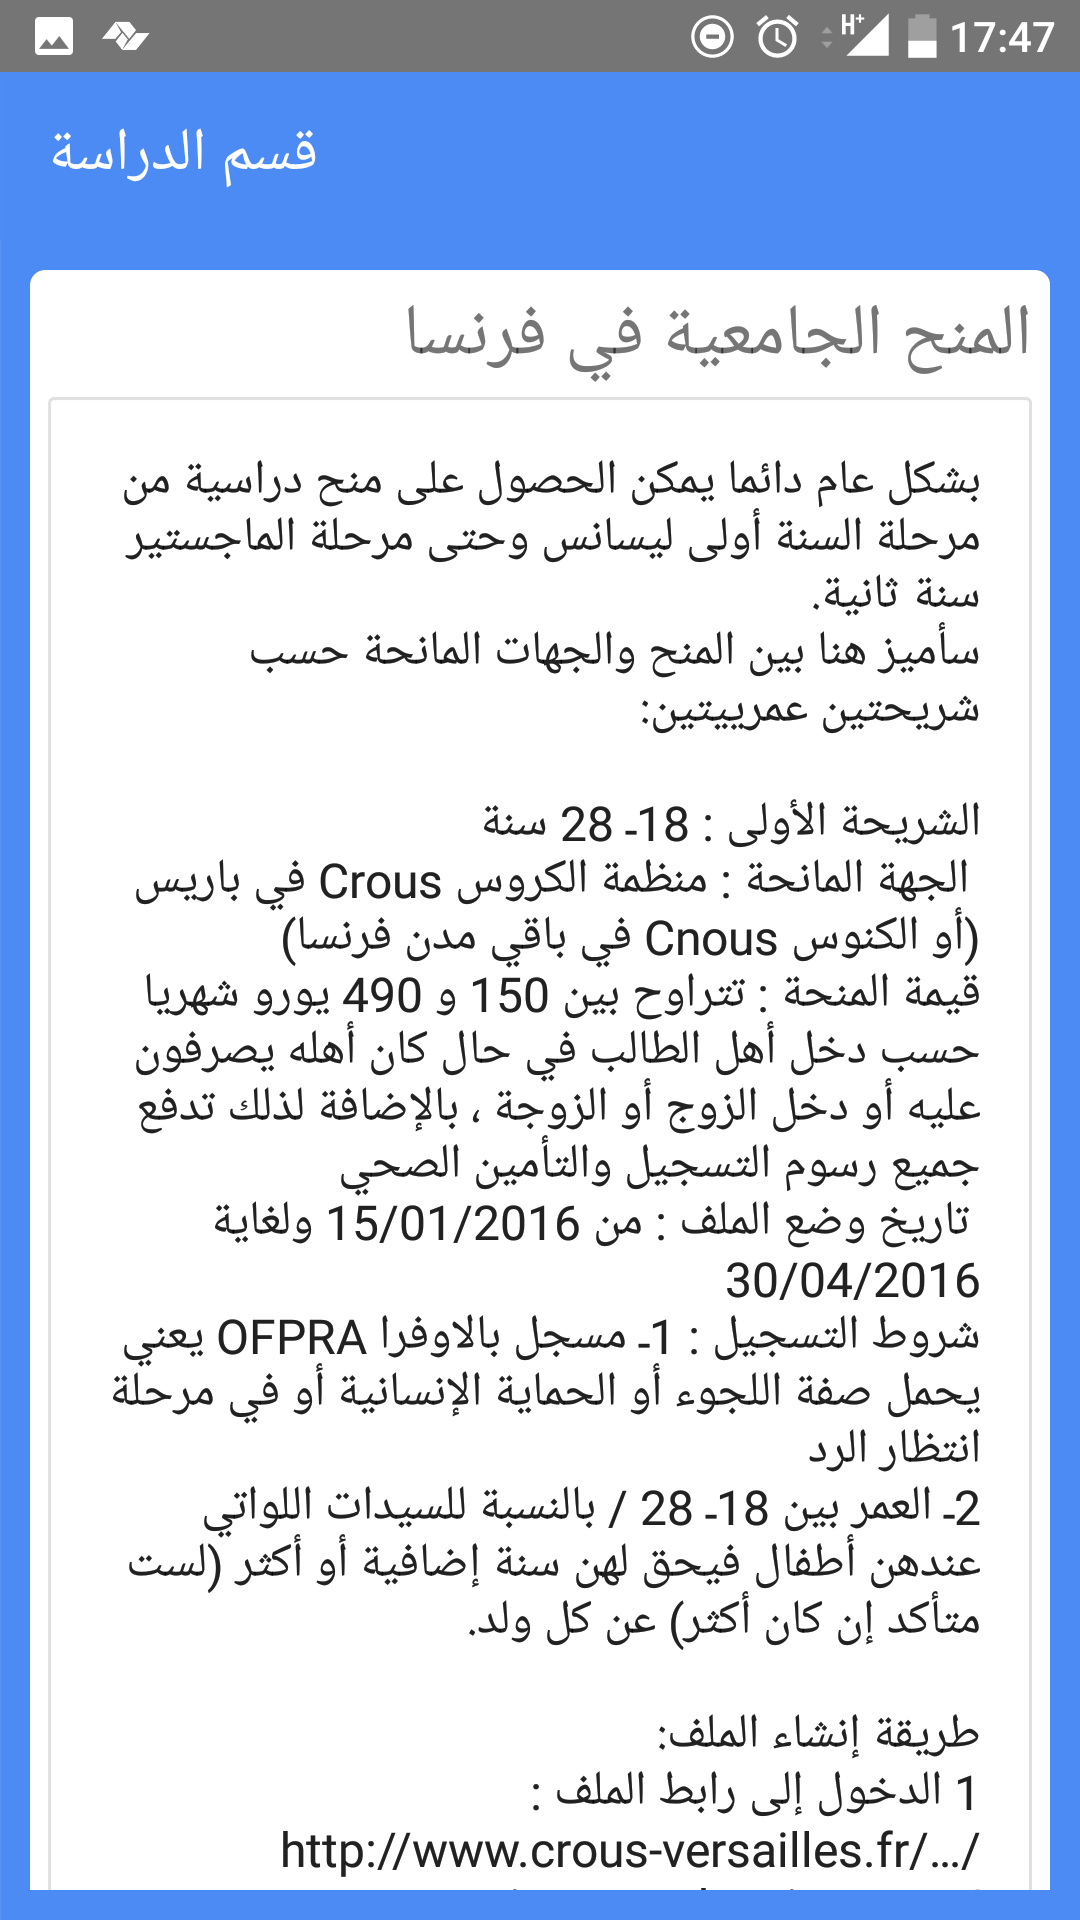 17:47
H+
قسم الدراسة
المنح الجامعية في فرنسا
بشكل عام دائما يمكن الحصول على منح دراسية من
مرحلة السنة أولى ليسانس وحتى مرحلة الماجستير
سنة ثانية.
سأميز هنا بين المنح والجهات المانحة حسب
شريحتين عمرييتين:
الشريحة الأولى : 18ـ 28 سنة
الجهة المانحة : منظمة الكروس Crous في باريس
(أو الكنوس Cnous في باقي مدن فرنسا)
قيمة المنحة : تتراوح بين 150 و 490 يورو شهريا
حسب دخل أهل الطالب في حال كان أهله يصرفون
عليه أو دخل الزوج أو الزوجة ، بالإضافة لذلك تدفع
جميع رسوم التسجيل والتأمين الصحي
تاريخ وضع الملف : من 15/01/2016 ولغاية
30/04/2016
شروط التسجيل : 1ـ مسجل بالاوفرا OFPRA يعني
يحمل صفة اللجوء أو الحماية الإنسانية أو في مرحلة
انتظار الرد
2ـ العمر بين 18ـ 28 / بالنسبة للسيدات اللواتي
عندهن أطفال فيحق لهن سنة إضافية أو أكثر (لست
متأكد إن كان أكثر) عن كل ولد.
طريقة إنشاء الملف:
1 الدخول إلى رابط الملف :
http://www.crous-versailles.fr/.../